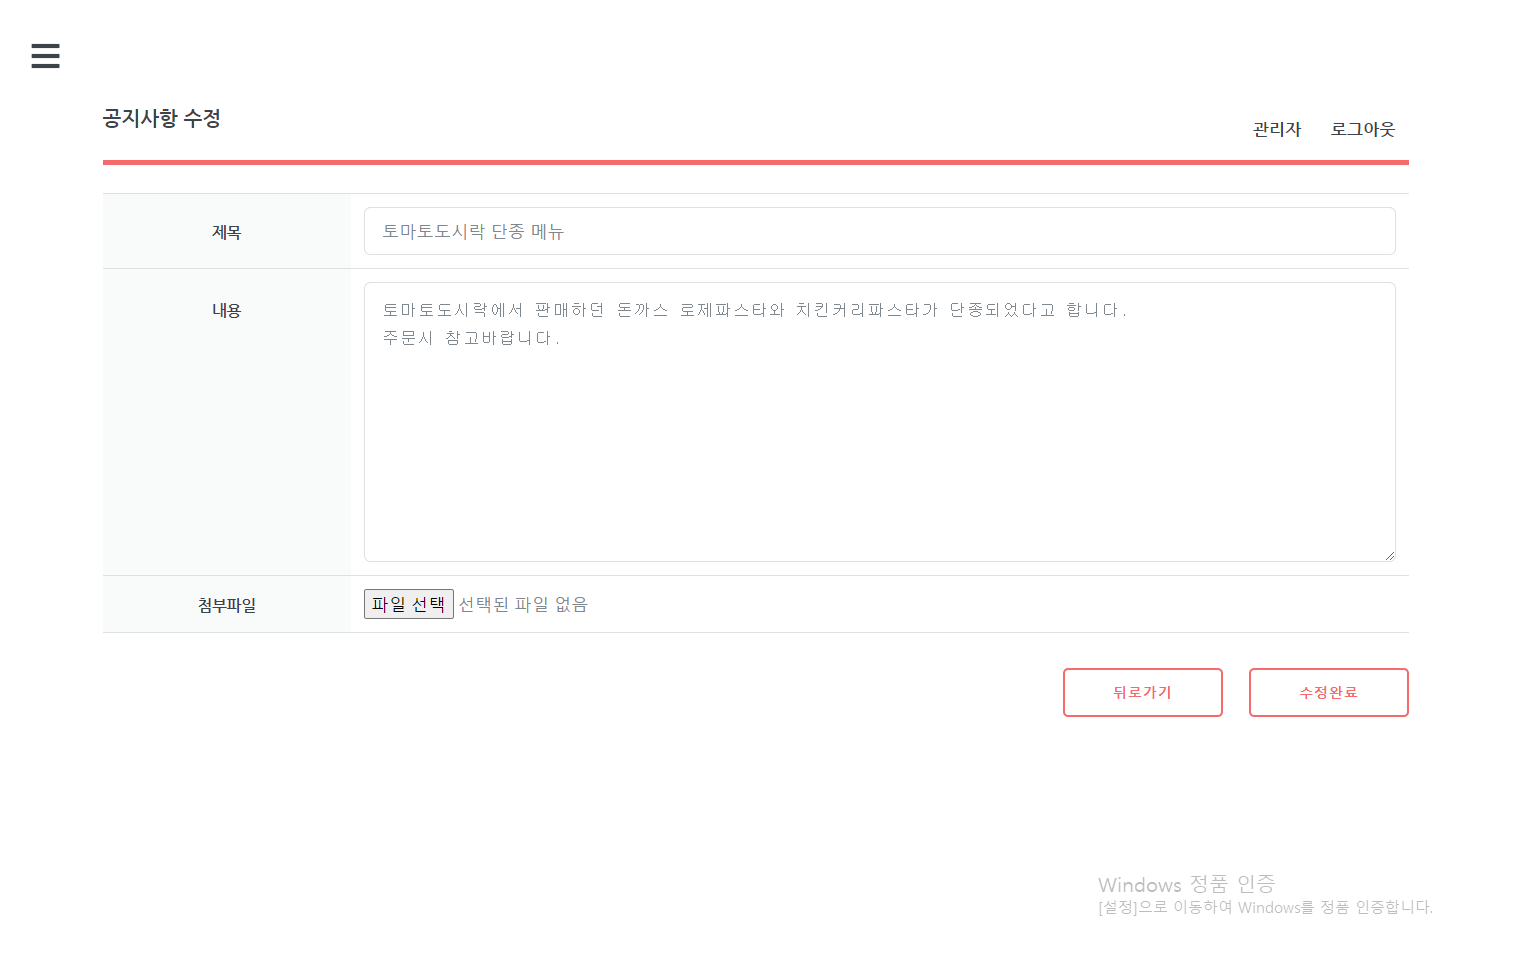 공지사항 수정
관리자 로그아웃
제목
토마토도시락 단종 메뉴
내용
토마토도시락에서 판매하던 돈까스 로제파스타와 치킨커리파스타가 단종되었다고 합니다.
주문시 참고바랍니다.
첨부파일
파일 선택 선택된 파일 없음
뒤로가기 수정완료
Windows 정품 인증
[설정]으로 이동하여 Windows를 정품 인증합니다.